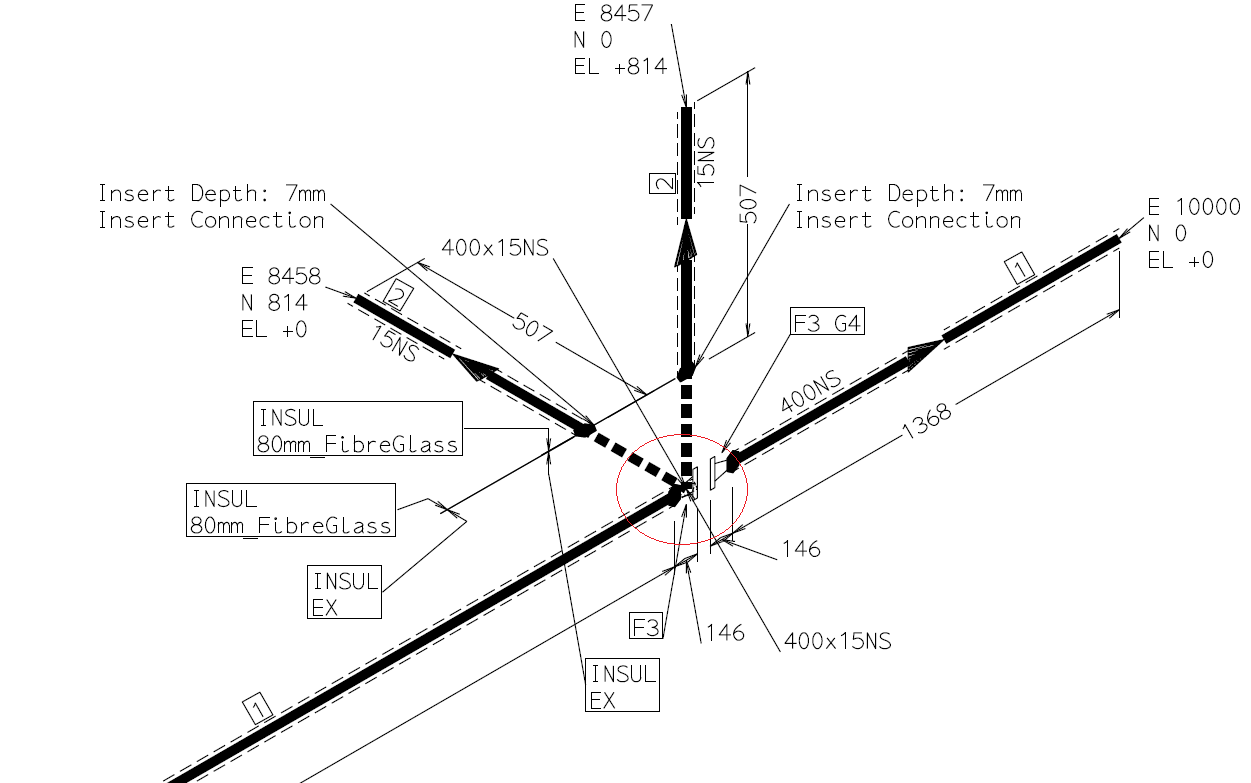 E 8457
N 0
EL +814
15NS
2
507
Insert Depth: 7mm
Insert Connection
Insert Depth: 7mm
Insert Connection
E 10000
N 0
EL +0
1
400x15NS
E 8458
N 814
EL +0
2
15NS
507
F3 G4
400NS
1368
INSUL
80mm_FibreGlass
INSUL
80mm_FibreGlass
INSUL
EX
146
F3
146
400x15NS
INSUL
EX
1